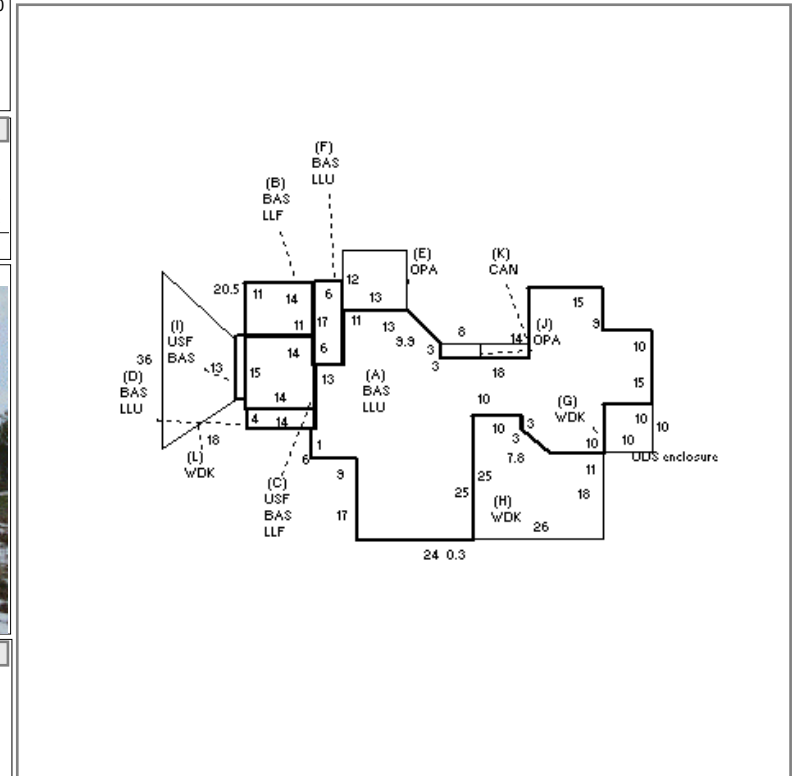 (F)
BAS
LLU
(B)
BAS
LLF
(E)
OPA
(K)
CAN
12
13
20.5
11
14
11
6
17
6
11
13
9.9
8
14
(J)
OPA
15
9
10
15
3
3
18
(I)
USF
BAS
36
13
(D)
BAS
LLU
14
15
14
13
(A)
BAS
LLU
10
(G)
WDK
10
10
10
10
UDS enclosure
4
14
18
(L)
WDK
1
6
9
10
3
3
7.8
11
18
25
25
(H)
WDK
26
(C)
USF
BAS
LLF
17
24 0.3